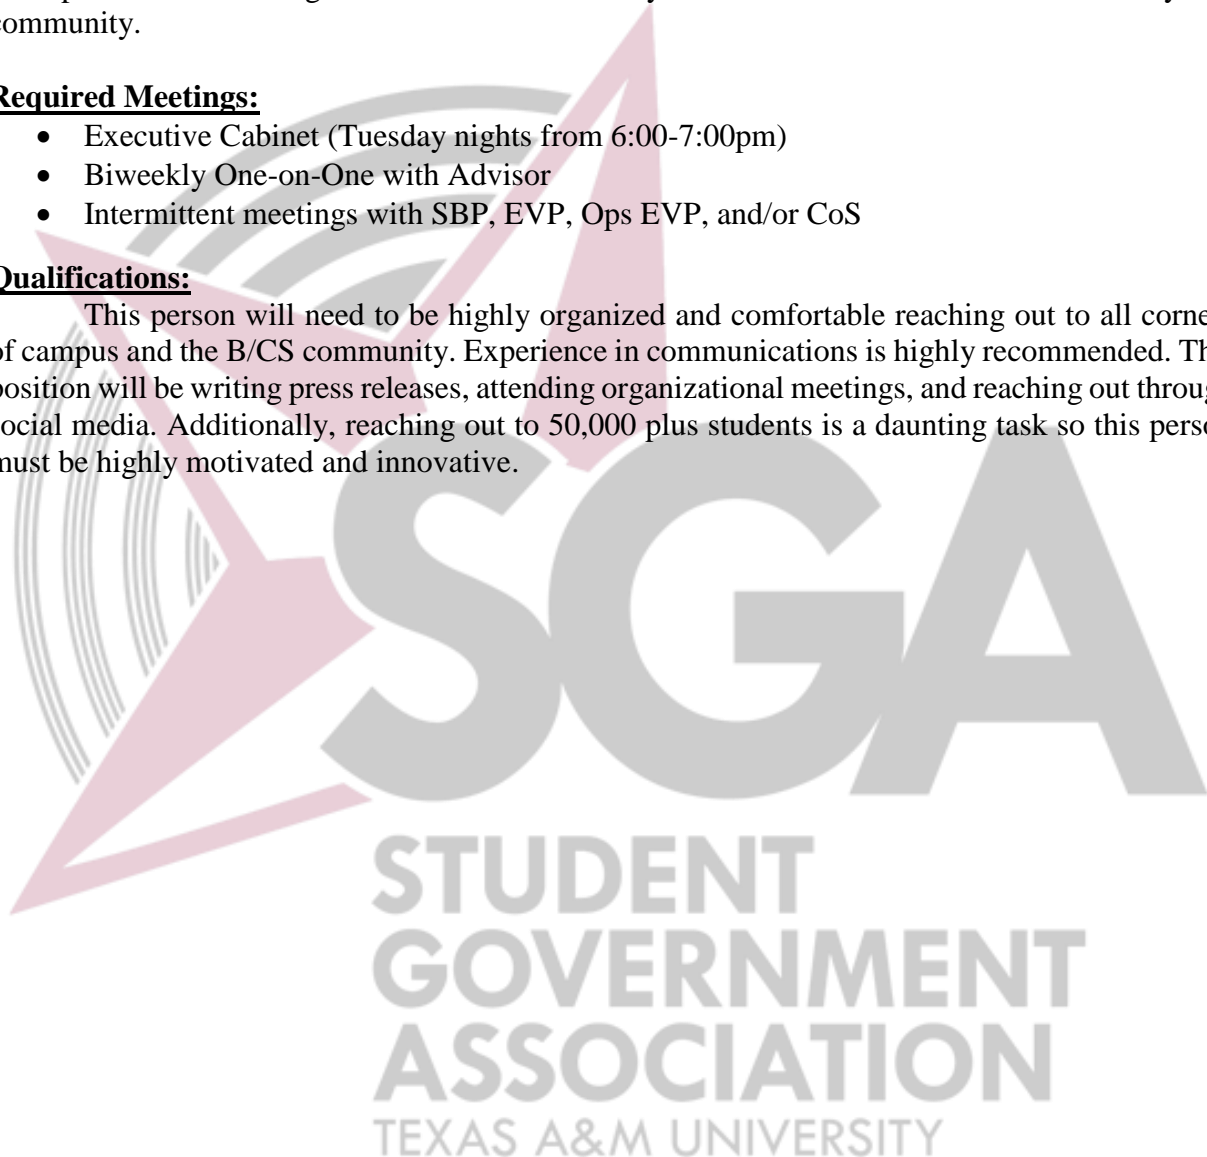 community.
Required Meetings:
• Executive Cabinet (Tuesday nights from 6:00-7:00pm)
• Biweekly One-on-One with Advisor
• Intermittent meetings with SBP, EVP, Ops EVP, and/or CoS
Qualifications:
This person will need to be highly organized and comfortable reaching out to all corne
of campus and the B/CS community. Experience in communications is highly recommended. Th
position will be writing press releases, attending organizational meetings, and reaching out throug
social media. Additionally, reaching out to 50,000 plus students is a daunting task so this perso
must be highly motivated and innovative.
SGA
STUDENT
GOVERNMENT
ASSOCIATION
TEXAS A&M UNIVERSITY